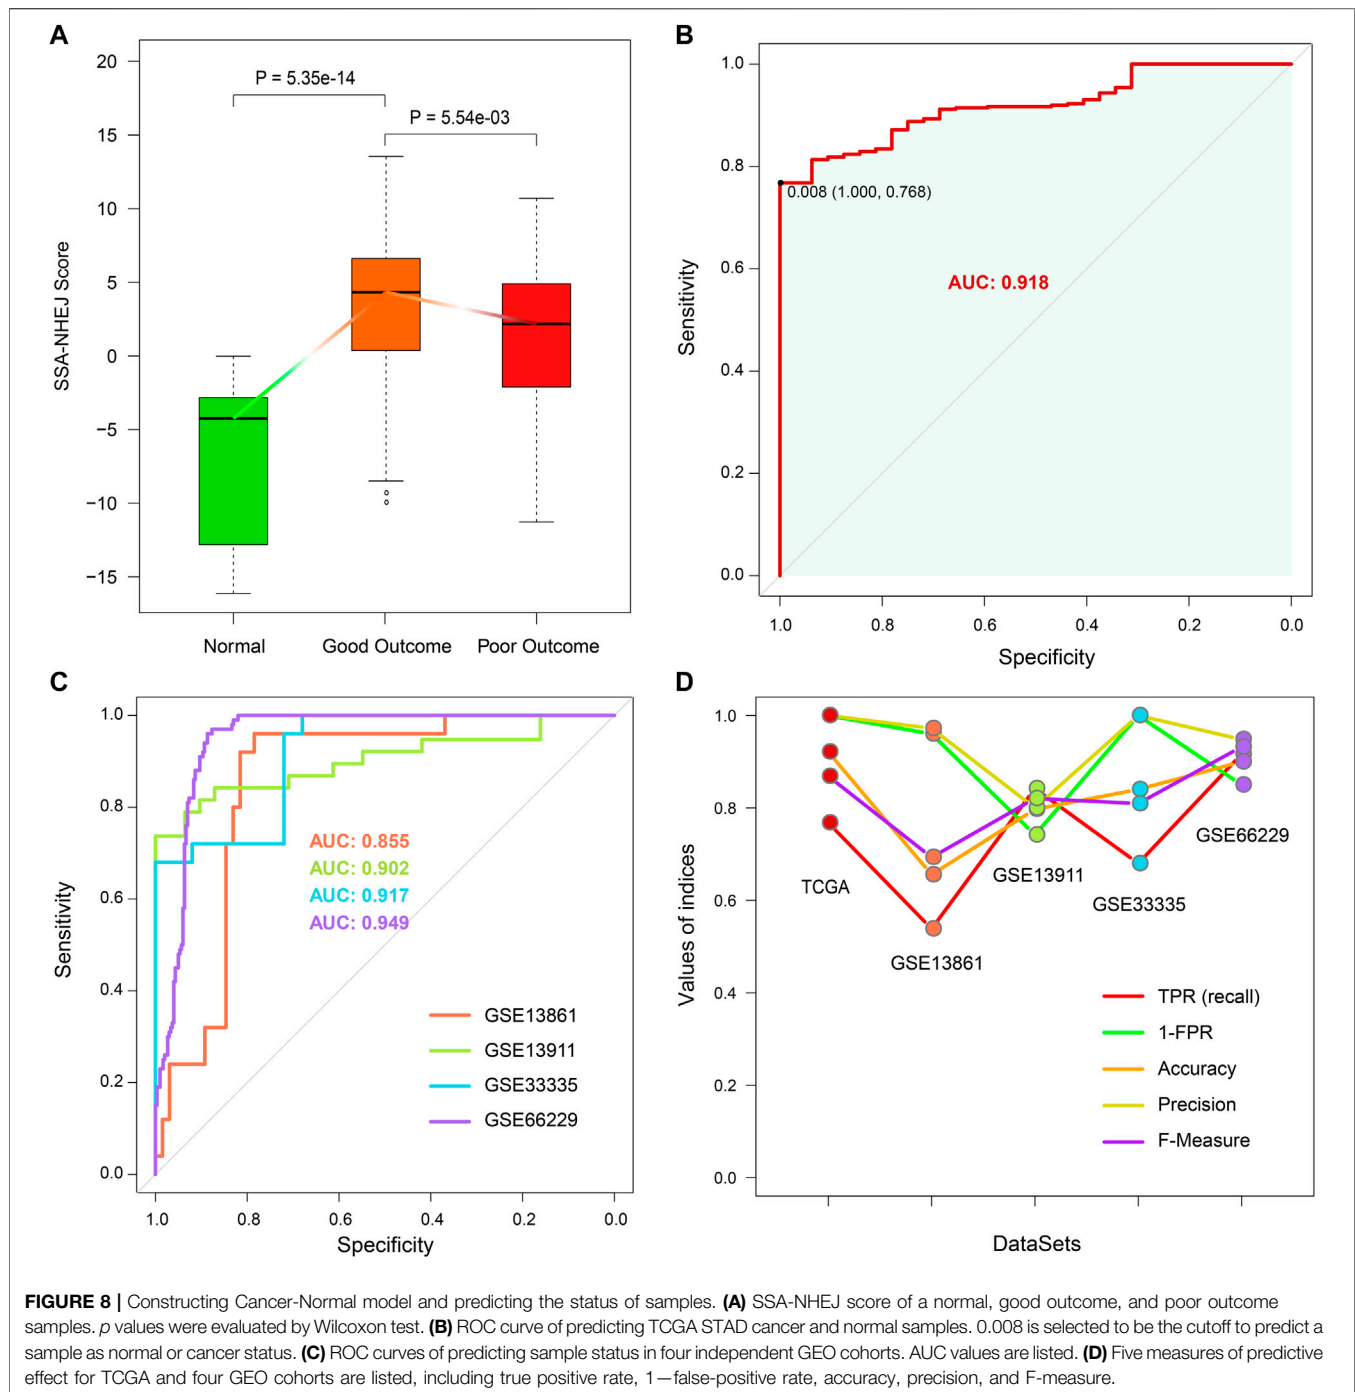 A
20
15
10
5
0
−5
−10
−15
SSA-NHEJ Score
P = 5.35e-14
P = 5.54e-03
Normal
Good Outcome
Poor Outcome
B
1.0
0.8
0.6
0.4
0.2
0.0
Sensitivity
0.008 (1.000, 0.768)
AUC: 0.918
1.0
0.8
0.6
0.4
0.2
0.0
Specificity
C
1.0
0.8
0.6
0.4
0.2
0.0
Sensitivity
AUC: 0.855
AUC: 0.902
AUC: 0.917
AUC: 0.949
GSE13861
GSE13911
GSE33335
GSE66229
1.0
0.8
0.6
0.4
0.2
0.0
Specificity
D
1.0
0.8
0.6
0.4
0.2
0.0
Values of indices
TCGA
GSE13861
GSE13911
GSE33335
GSE66229
TPR (recall)
1-FPR
Accuracy
Precision
F-Measure
DataSets
FIGURE 8 | Constructing Cancer-Normal model and predicting the status of samples. (A) SSA-NHEJ score of a normal, good outcome, and poor outcome
samples. p values were evaluated by Wilcoxon test. (B) ROC curve of predicting TCGA STAD cancer and normal samples. 0.008 is selected to be the cutoff to predict a
sample as normal or cancer status. (C) ROC curves of predicting sample status in four independent GEO cohorts. AUC values are listed. (D) Five measures of predictive
effect for TCGA and four GEO cohorts are listed, including true positive rate, 1—false-positive rate, accuracy, precision, and F-measure.